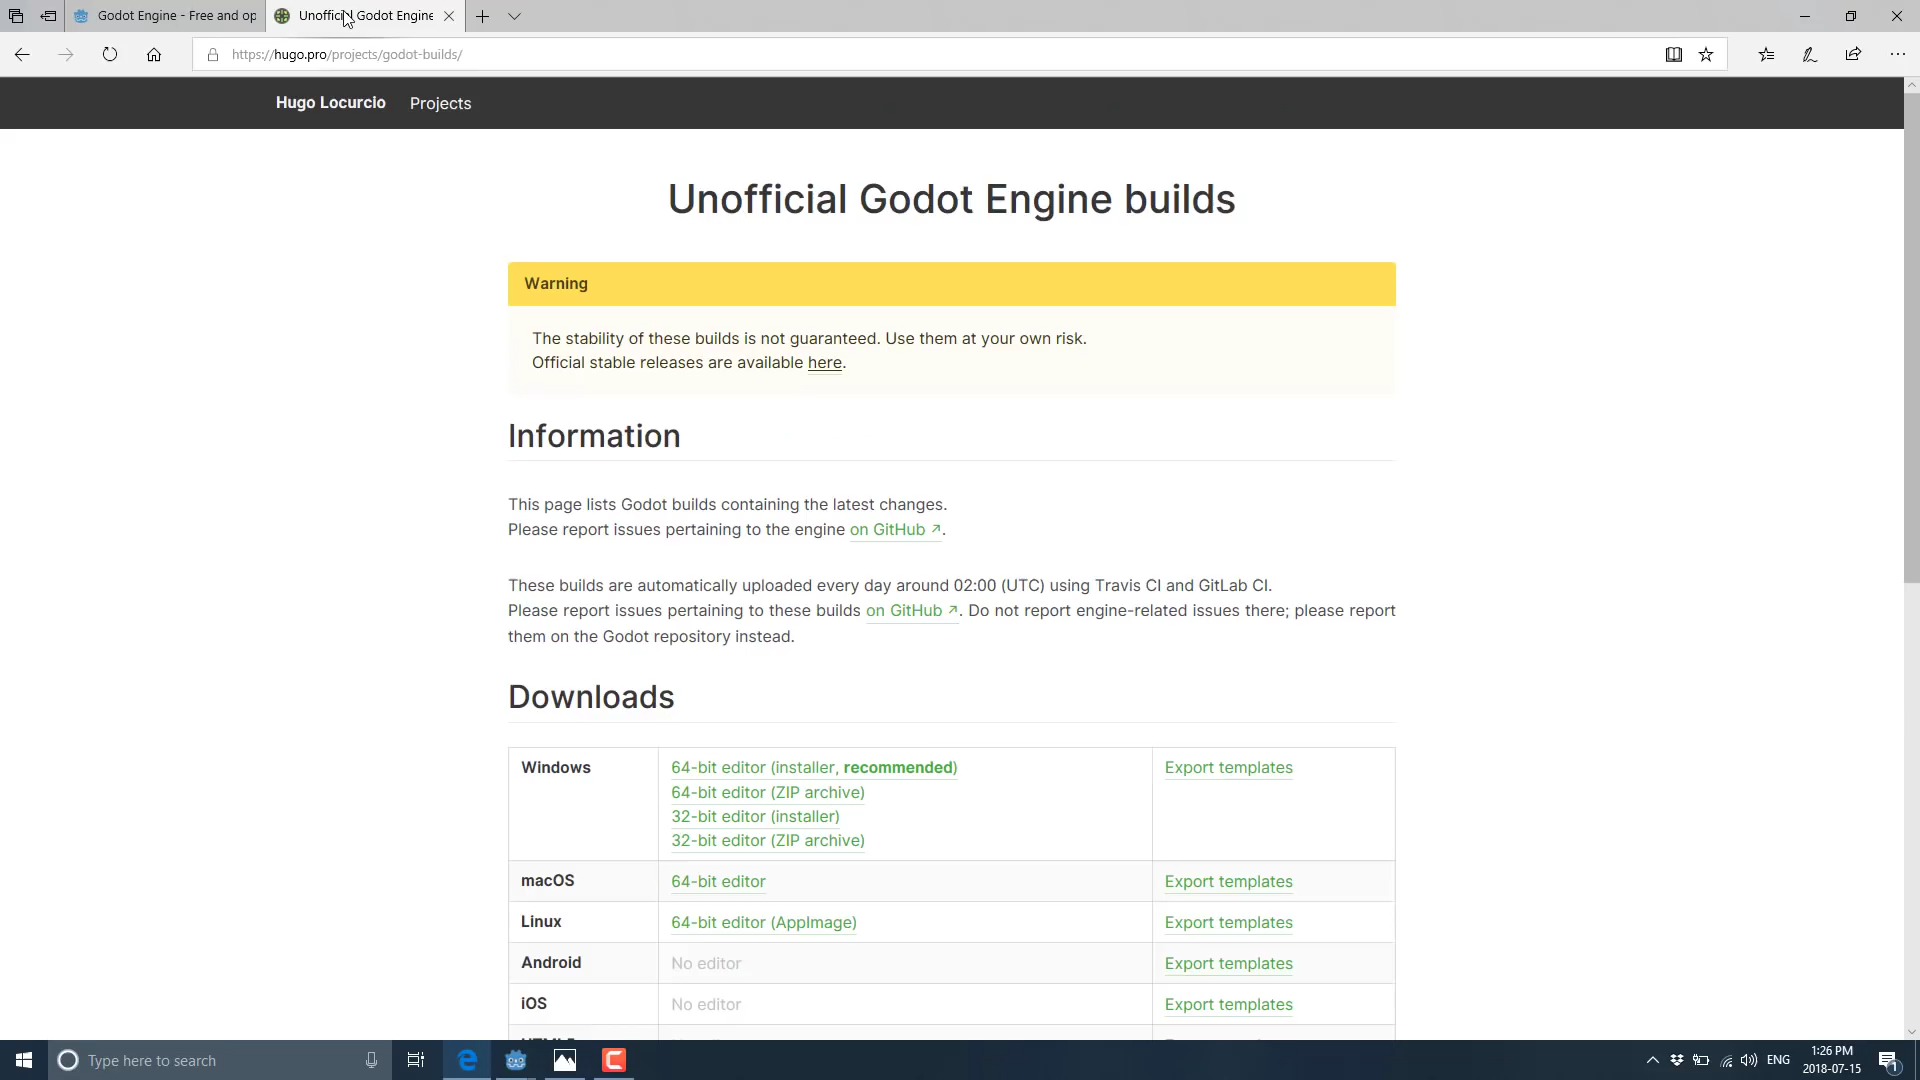 Godot Engine - Free and op
Unofficial Godot Engine
https://hugo.pro/projects/godot-builds/
Hugo Locurcio
Projects
Unofficial Godot Engine builds
Warning
The stability of these builds is not guaranteed. Use them at your own risk.
Official stable releases are available here.
Information
This page lists Godot builds containing the latest changes.
Please report issues pertaining to the engine on GitHub ↗.
These builds are automatically uploaded every day around 02:00 (UTC) using Travis CI and GitLab CI.
Please report issues pertaining to these builds on GitHub ↗. Do not report engine-related issues there; please report
them on the Godot repository instead.
Downloads
Windows
64-bit editor (installer, recommended)
Export templates
64-bit editor (ZIP archive)
32-bit editor (installer)
32-bit editor (ZIP archive)
macOS
64-bit editor
Export templates
Linux
64-bit editor (AppImage)
Export templates
Android
No editor
Export templates
iOS
No editor
Export templates
Type here to search
ENG
1:26 PM
2018-07-15
1